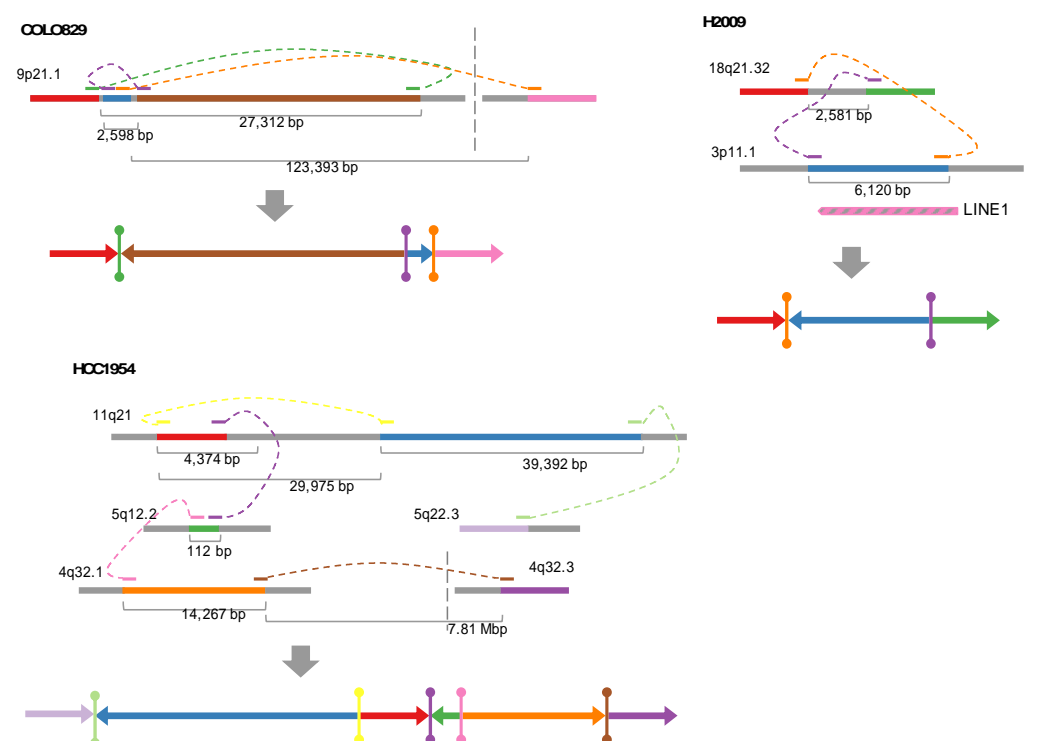 COLO829
9p21.1
27,312 bp
2,598 bp
123,393 bp
H2009
18q21.32
2,581 bp
3p11.1
6,120 bp
LINE1
HCC1954
11q21
4,374 bp
39,392 bp
29,975 bp
5q12.2
5q22.3
112 bp
4q32.1
4q32.3
14,267 bp
7.81 Mbp